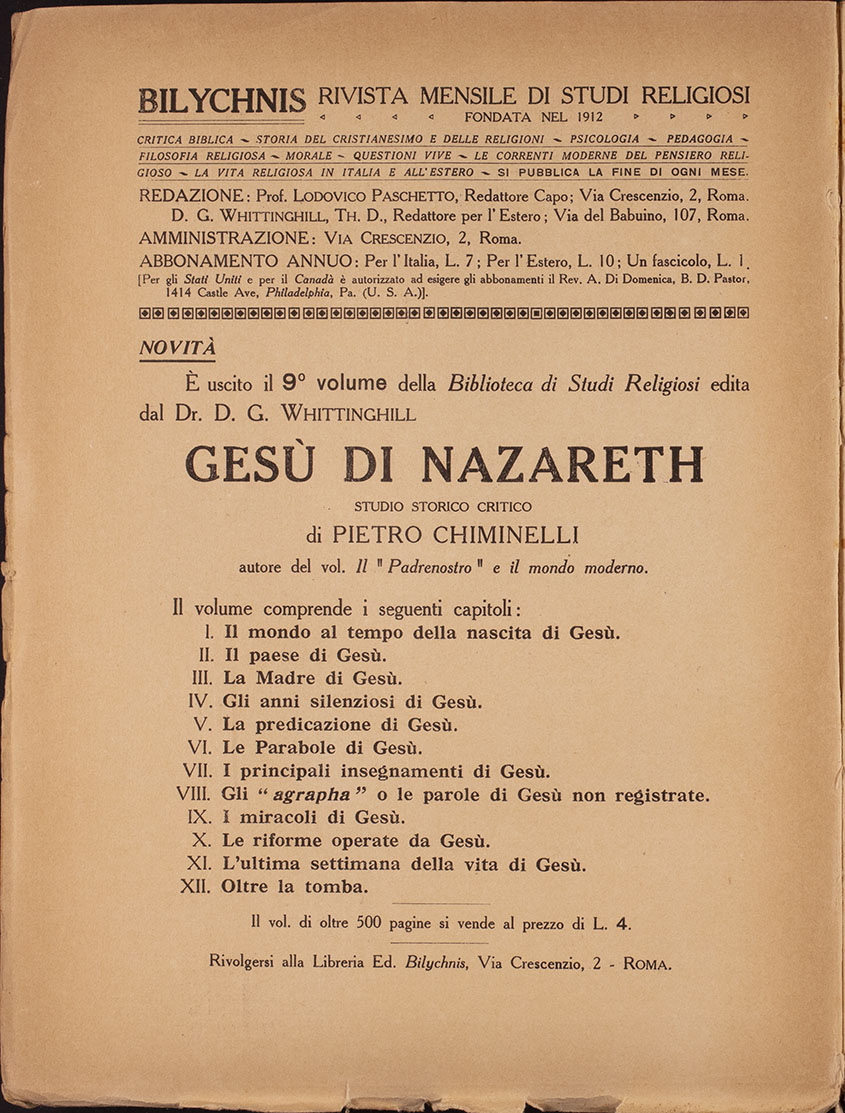 BILYCHNIS RIVISTA MENSILE DI STUDI RELIGIOSI
FONDATA NEL 1912
CRITICA BIBLICA ~ STORIA DEL CRISTIANESIMO E DELLE RELIGIONI ~ PSICOLOGIA ~ PEDAGOGIA ~
FILOSOFIA RELIGIOSA ~ MORALE ~ QUESTIONI VIVE ~ LE CORRENTI MODERNE DEL PENSIERO RELI-
GIOSO ~ LA VITA RELIGIOSA IN ITALIA E ALL'ESTERO ~ SI PUBBLICA LA FINE DI OGNI MESE.
REDAZIONE: Prof. LODOVICO PASCHETTO, Redattore Capo; Via Crescenzio, 2, Roma.
D. G. WHITTINGHILL, TH. D., Redattore per l'Estero; Via del Babuino, 107, Roma.
AMMINISTRAZIONE: VIA CRESCENZIO, 2, Roma.
ABBONAMENTO ANNUO: Per l'Italia, L. 7; Per l'Estero, L. 10; Un fascicolo, L. 1.
[Per gli Stati Uniti e per il Canadà è autorizzato ad esigere gli abbonamenti il Rev. A. Di Domenica, B. D. Pastor,
1414 Castle Ave, Philadelphia, Pa. (U. S. A.)].
NOVITÀ
È uscito il 9° volume della Biblioteca di Studi Religiosi edita
dal Dr. D. G. WHITTINGHILL
GESÙ DI NAZARETH
STUDIO STORICO CRITICO
di PIETRO CHIMINELLI
autore del vol. Il "Padrenostro" e il mondo moderno.
Il volume comprende i seguenti capitoli:
I. Il mondo al tempo della nascita di Gesù.
II. Il paese di Gesù.
III. La Madre di Gesù.
IV. Gli anni silenziosi di Gesù.
V. La predicazione di Gesù.
VI. Le Parabole di Gesù.
VII. I principali insegnamenti di Gesù.
VIII. Gli "agrapha" o le parole di Gesù non registrate.
IX. I miracoli di Gesù.
X. Le riforme operate da Gesù.
XI. L'ultima settimana della vita di Gesù.
XII. Oltre la tomba.
Il vol. di oltre 500 pagine si vende al prezzo di L. 4.
Rivolgersi alla Libreria Ed. Bilychnis, Via Crescenzio, 2 - ROMA.